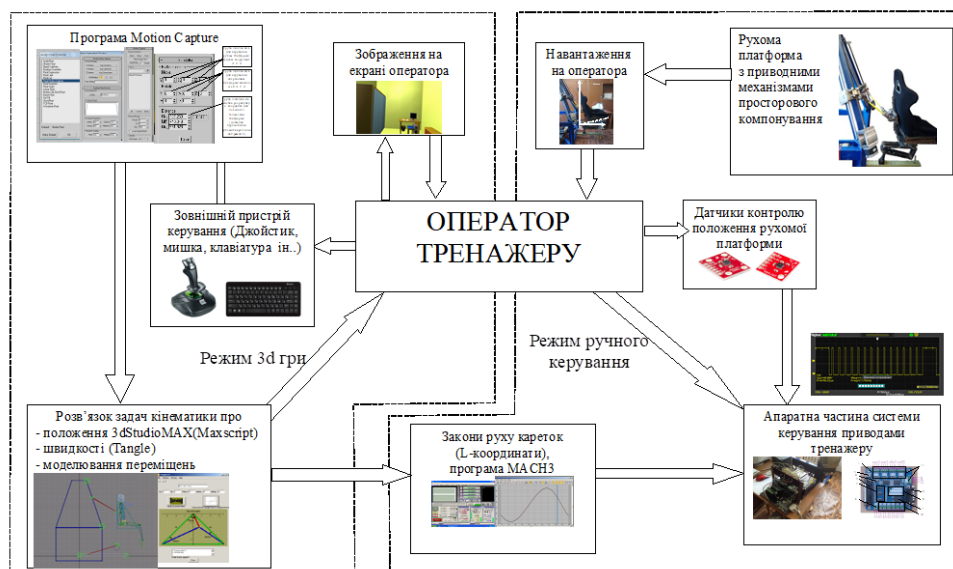 Програма Motion Capture
Зображення на
екрані оператора
Навантаження
на оператора
Рухома
платформа
з приводними
механізмами
просторового
компонування
Зовнішній пристрій
керування (Джойстик,
мишка, клавіатура ін..)
ОПЕРАТОР
ТРЕНАЖЕРУ
Датчики контролю
положення рухомої
платформи
Режим 3d гри
Режим ручного
керування
Розв’язок задач кінематики про
- положення 3dStudioMAX(Maxscript)
- швидкості (Tangle)
- моделювання переміщень
Закони руху кареток
(L-координати),
програма MACH3
Апаратна частина системи
керування приводами
тренажеру